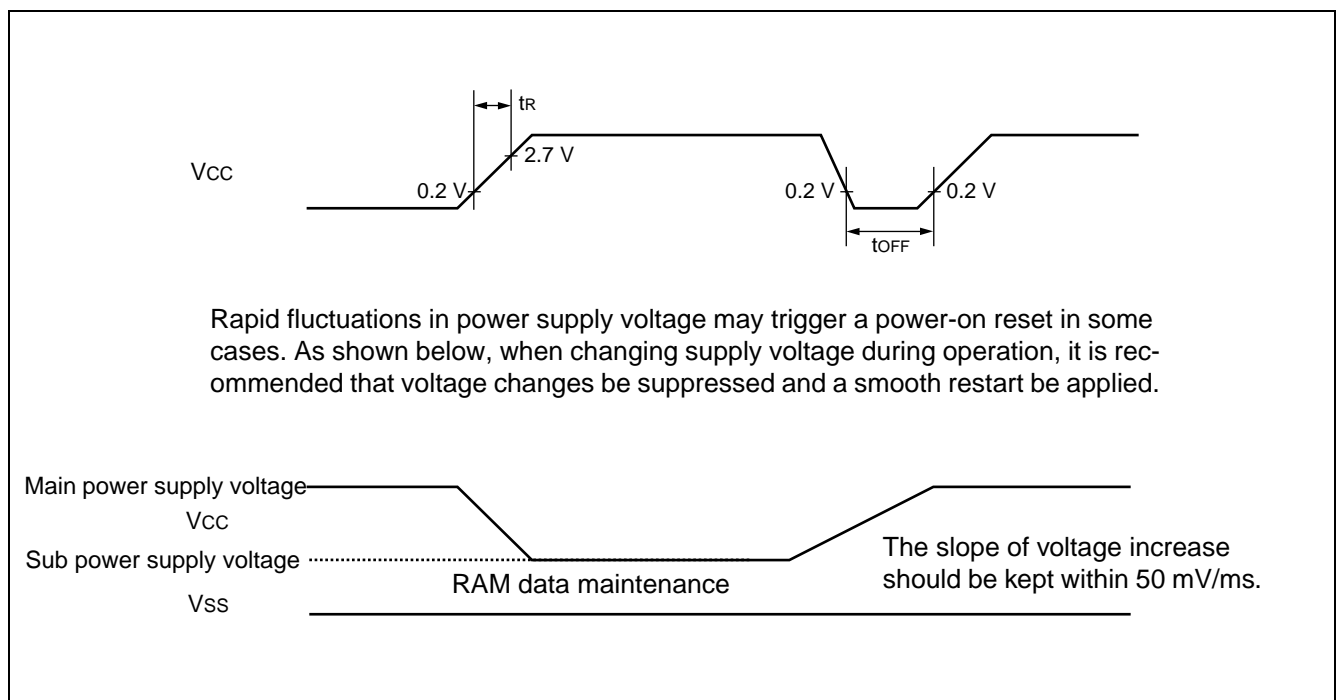 tR
2.7 V
VCC
0.2 V
0.2 V
0.2 V
tOFF
Rapid fluctuations in power supply voltage may trigger a power-on reset in some
cases. As shown below, when changing supply voltage during operation, it is rec-
ommended that voltage changes be suppressed and a smooth restart be applied.
Main power supply voltage
VCC
Sub power supply voltage
The slope of voltage increase
should be kept within 50 mV/ms.
RAM data maintenance
VSS